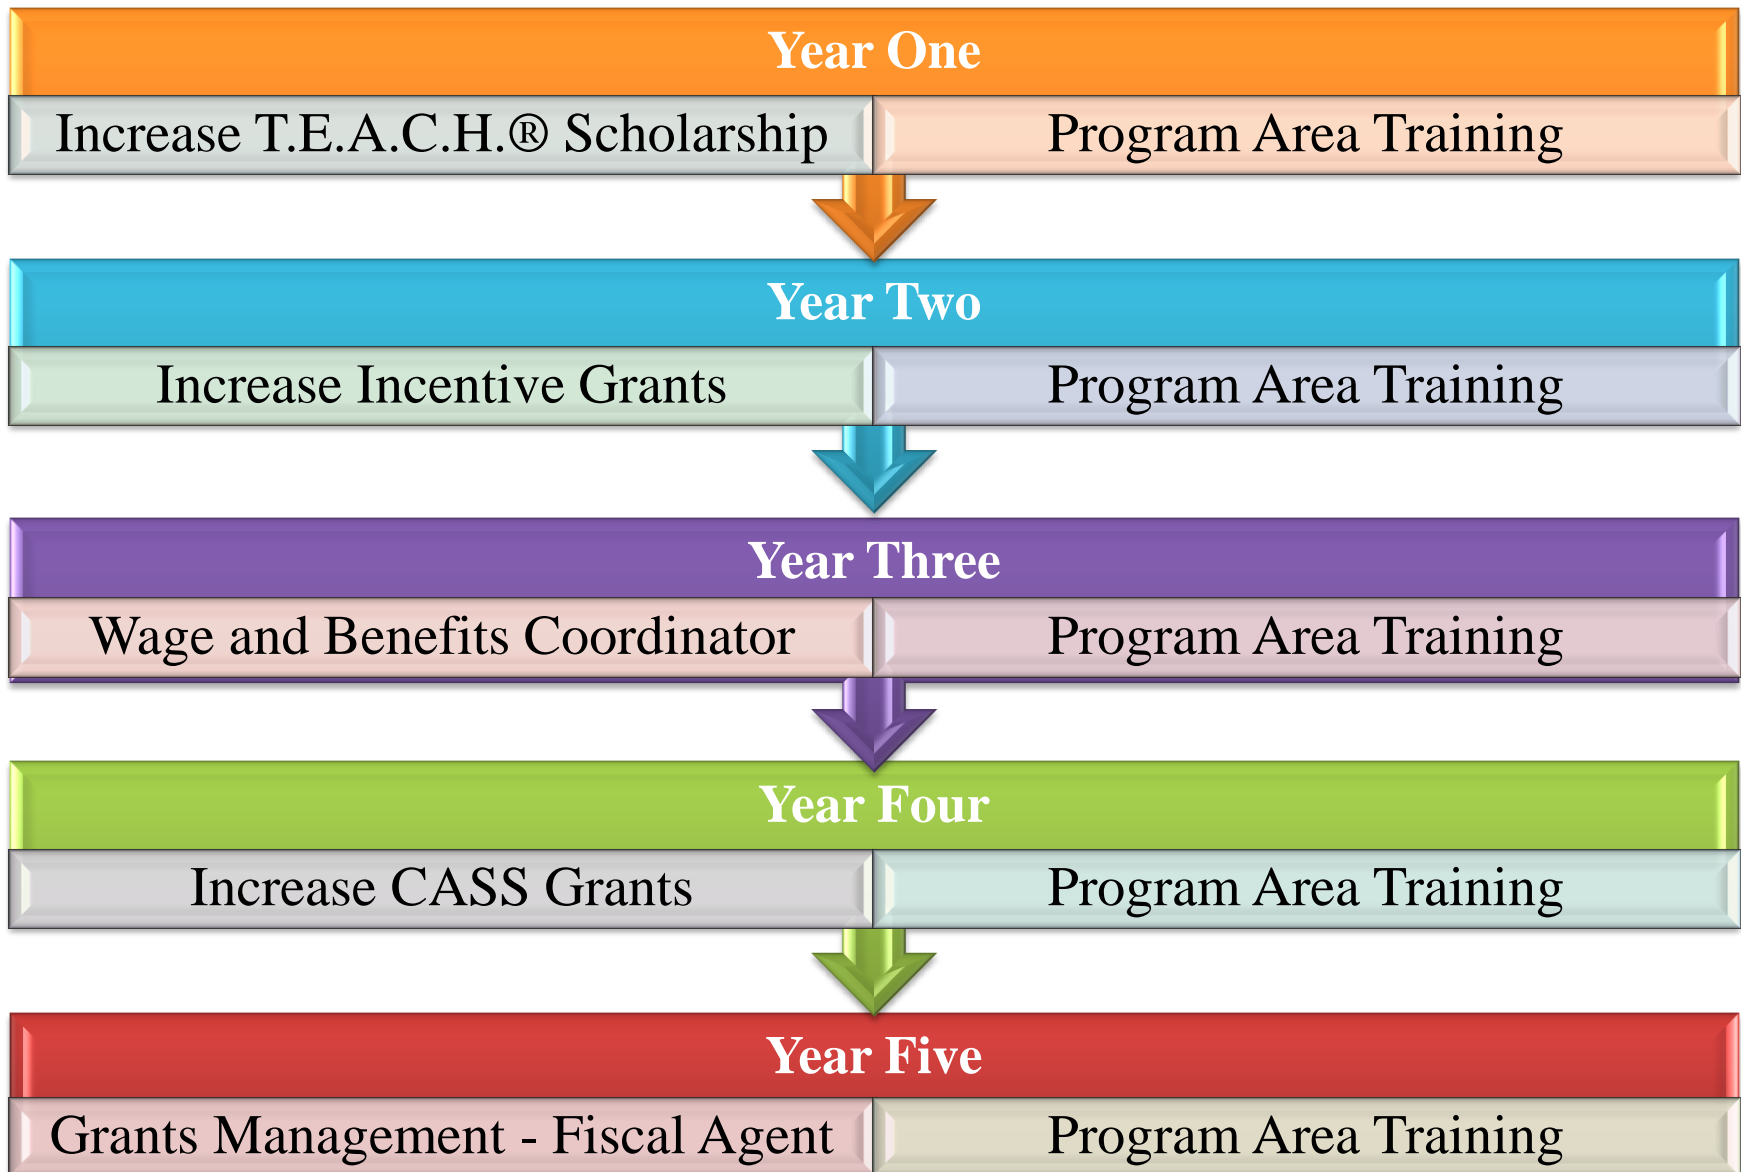 Year One
Increase T.E.A.C.H.® Scholarship
Program Area Training
Year Two
Increase Incentive Grants
Program Area Training
Year Three
Wage and Benefits Coordinator
Program Area Training
Year Four
Increase CASS Grants
Program Area Training
Year Five
Grants Management - Fiscal Agent
Program Area Training